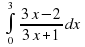 ∫₀³ (3x−2)/(3x+1) dx